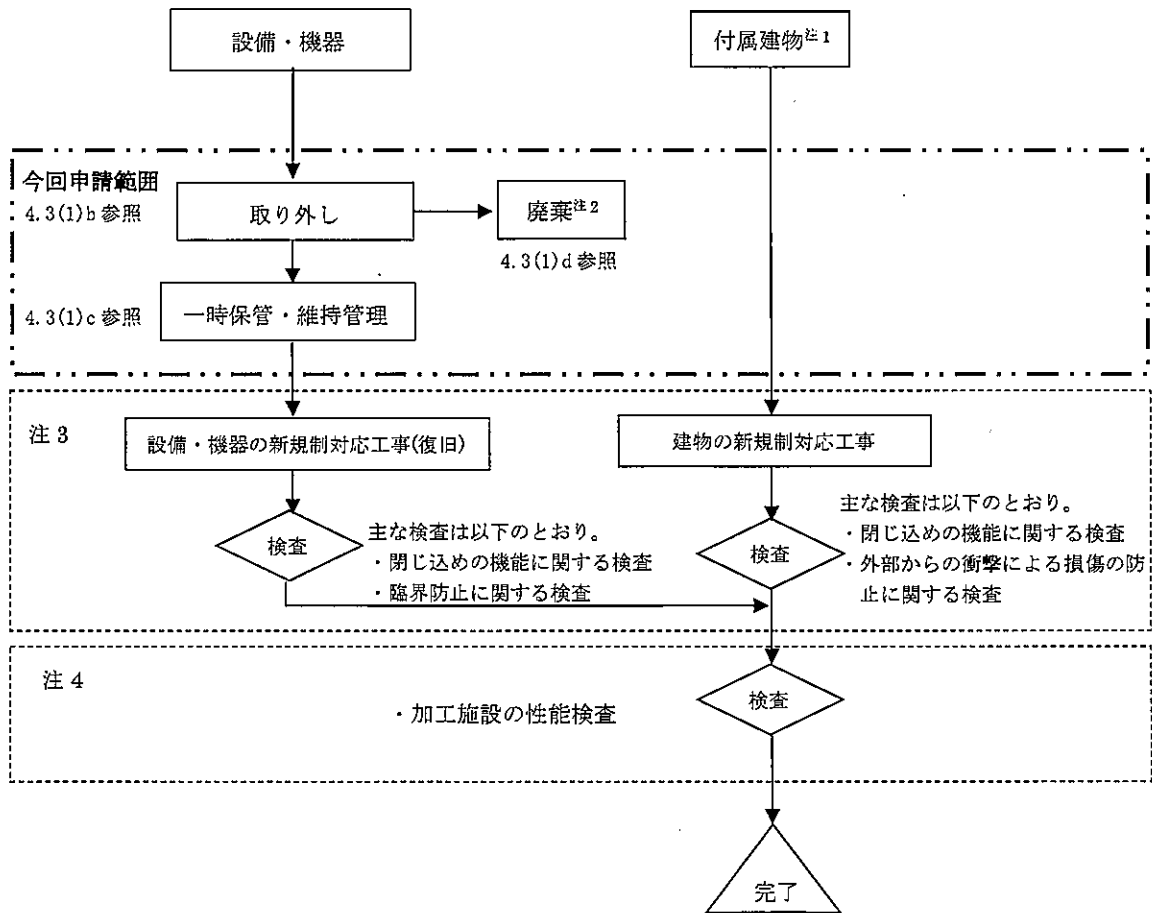 設備・機器
付属建物注1
今回申請範囲
4.3(1)b 参照
取り外し
廃棄注2
4.3(1)d 参照
4.3(1)c 参照
一時保管・維持管理
注 3
設備・機器の新規制対応工事(復旧)
建物の新規制対応工事
検査
主な検査は以下のとおり。
・閉じ込めの機能に関する検査
・臨界防止に関する検査
検査
主な検査は以下のとおり。
・閉じ込めの機能に関する検査
・外部からの衝撃による損傷の防
止に関する検査
注 4
・加工施設の性能検査
検査
完了